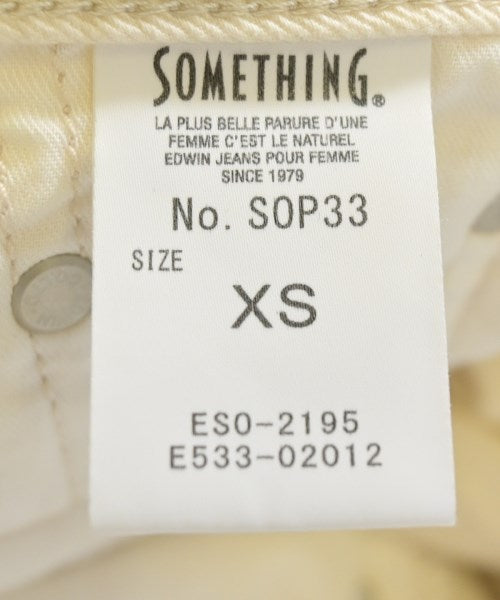 SOMETHING®
LA PLUS BELLE PARURE D'UNE
FEMME C'EST LE NATUREL
EDWIN JEANS POUR FEMME
SINCE 1979
No. SOP33
SIZE
XS
ESO-2195
E533-02012